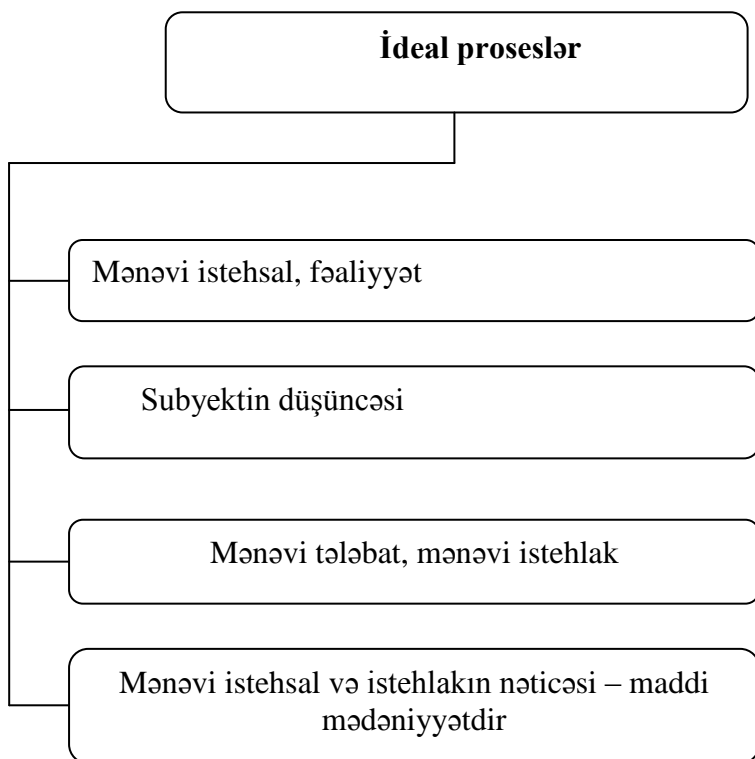 İdeal proseslər
Mənəvi istehsal, fəaliyyət
Subyektin düşüncəsi
Mənəvi tələbat, mənəvi istehlak
Mənəvi istehsal və istehlakın nəticəsi – maddi
mədəniyyətdir